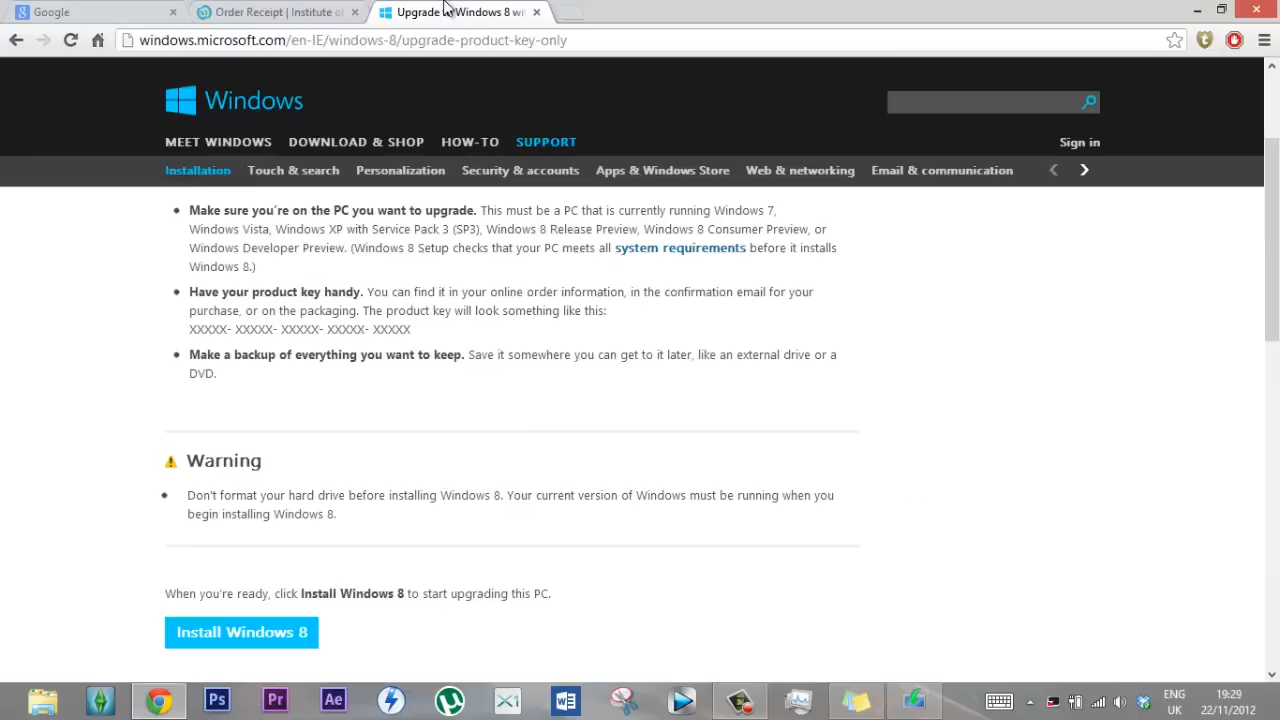 Google
Order Receipt | Institute of
Upgrade Windows 8 wi
windows.microsoft.com/en-IE/windows-8/upgrade-product-key-only
Windows
MEET WINDOWS DOWNLOAD & SHOP HOW-TO SUPPORT
Sign in
Installation Touch & search Personalization Security & accounts Apps & Windows Store Web & networking Email & communication
Make sure you're on the PC you want to upgrade. This must be a PC that is currently running Windows 7,
Windows Vista, Windows XP with Service Pack 3 (SP3), Windows 8 Release Preview, Windows 8 Consumer Preview, or
Windows Developer Preview. (Windows 8 Setup checks that your PC meets all system requirements before it installs
Windows 8.)
Have your product key handy. You can find it in your online order information, in the confirmation email for your
purchase, or on the packaging. The product key will look something like this:
XXXXX- XXXXX- XXXXX- XXXXX- XXXXX
Make a backup of everything you want to keep. Save it somewhere you can get to it later, like an external drive or a
DVD.
Warning
Don't format your hard drive before installing Windows 8. Your current version of Windows must be running when you
begin installing Windows 8.
When you're ready, click Install Windows 8 to start upgrading this PC.
Install Windows 8
Ps Pr Ae
ENG 19:29
UK 22/11/2012